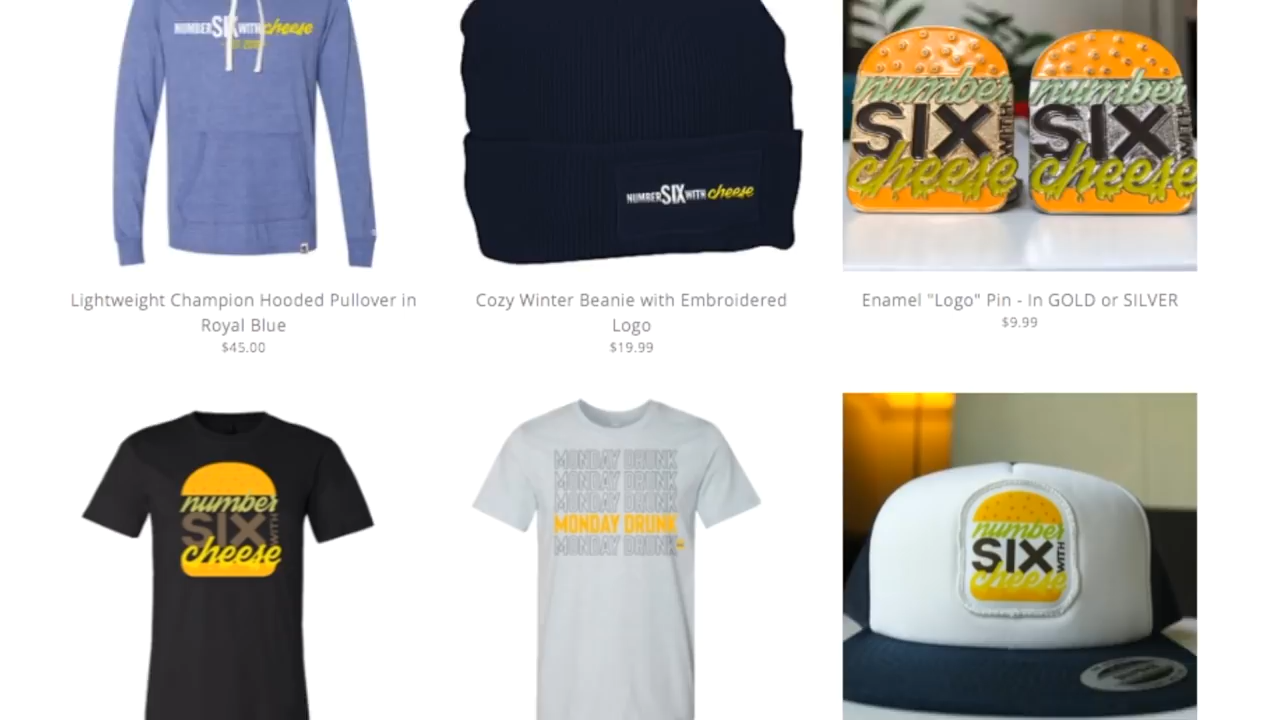 NUMBER SIX WITH cheese
NUMBER SIX WITH cheese
number
SIX WITH
cheese
number
SIX WITH
cheese
Lightweight Champion Hooded Pullover in
Royal Blue
$45.00
Cozy Winter Beanie with Embroidered
Logo
$19.99
Enamel "Logo" Pin - In GOLD or SILVER
$9.99
number
SIX WITH
cheese
MONDAY DRUNK
MONDAY DRUNK
MONDAY DRUNK
MONDAY DRUNK
MONDAY DRUNK
number
SIX WITH
cheese